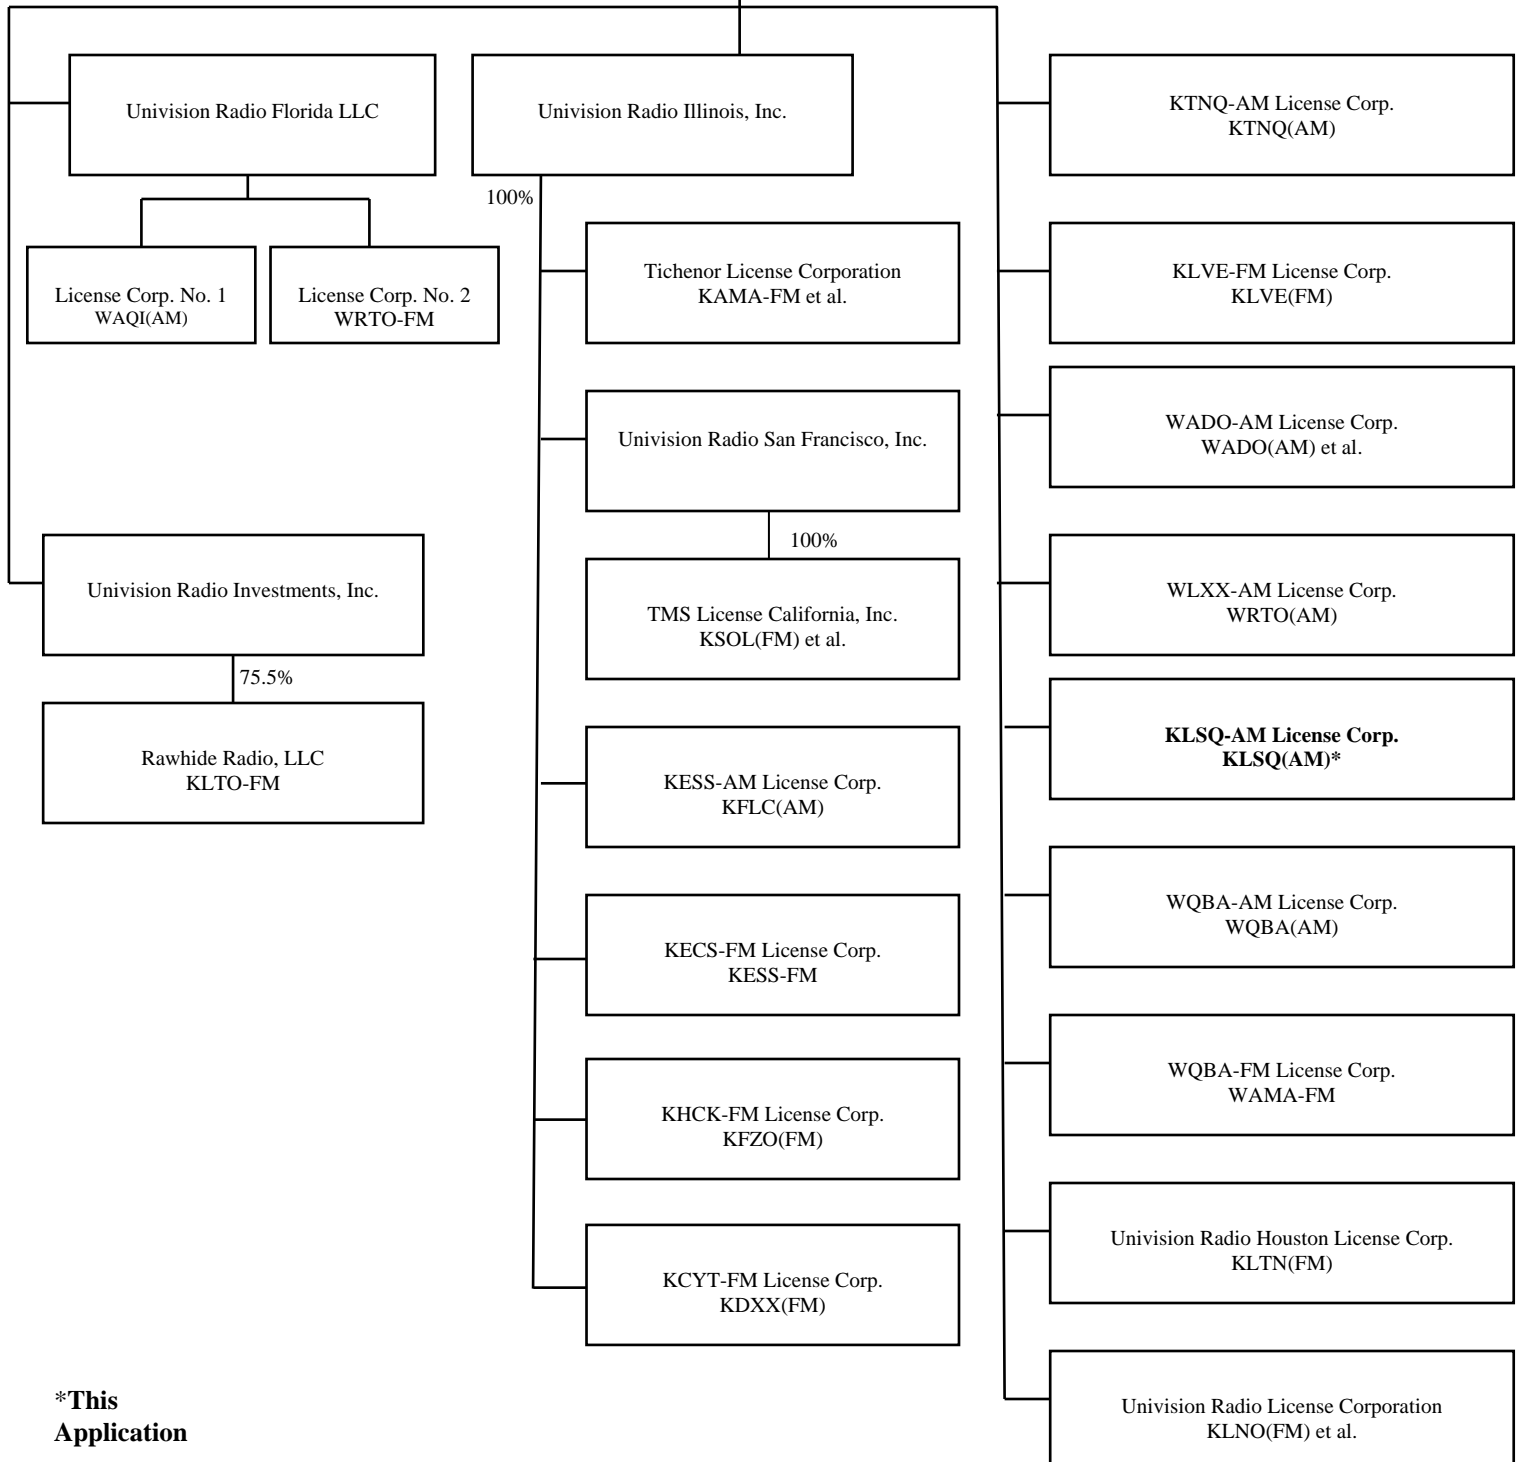 Univision Radio Florida LLC
Univision Radio Illinois, Inc.
KTNQ-AM License Corp.
KTNQ(AM)
100%
License Corp. No. 1
WAQI(AM)
License Corp. No. 2
WRTO-FM
Tichenor License Corporation
KAMA-FM et al.
KLVE-FM License Corp.
KLVE(FM)
Univision Radio San Francisco, Inc.
WADO-AM License Corp.
WADO(AM) et al.
100%
Univision Radio Investments, Inc.
TMS License California, Inc.
KSOL(FM) et al.
WLXX-AM License Corp.
WRTO(AM)
75.5%
Rawhide Radio, LLC
KLTO-FM
KESS-AM License Corp.
KFLC(AM)
KLSQ-AM License Corp.
KLSQ(AM)*
KECS-FM License Corp.
KESS-FM
WQBA-AM License Corp.
WQBA(AM)
KHCK-FM License Corp.
KFZO(FM)
WQBA-FM License Corp.
WAMA-FM
KCYT-FM License Corp.
KDXX(FM)
Univision Radio Houston License Corp.
KLTN(FM)
*This
Application
Univision Radio License Corporation
KLNO(FM) et al.